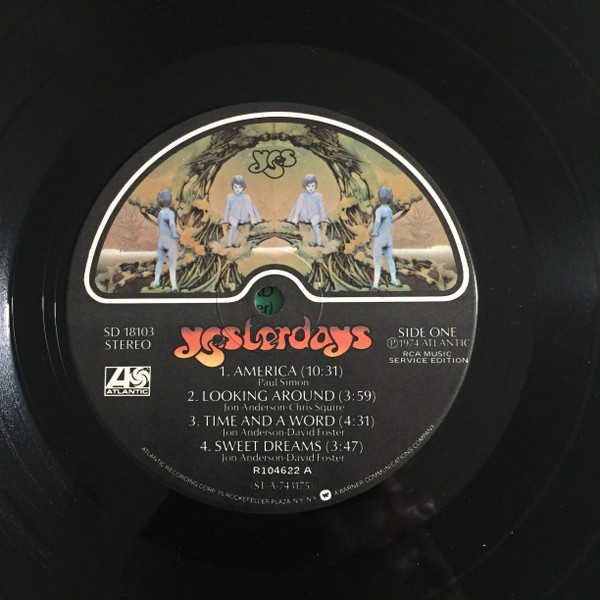 yes
SD 18103
STEREO
yesterdays
SIDE ONE
Ⓟ1974 ATLANTIC
RCA MUSIC
SERVICE EDITION
ATLANTIC
1. AMERICA (10:31)
Paul Simon
2. LOOKING AROUND (3:59)
Jon Anderson-Chris Squire
3. TIME AND A WORD (4:31)
Jon Anderson-David Foster
4. SWEET DREAMS (3:47)
Jon Anderson-David Foster
R104622 A
ST-A-743175
ATLANTIC RECORDING CORP. 75 ROCKEFELLER PLAZA, N.Y., N.Y. A WARNER COMMUNICATIONS COMPANY